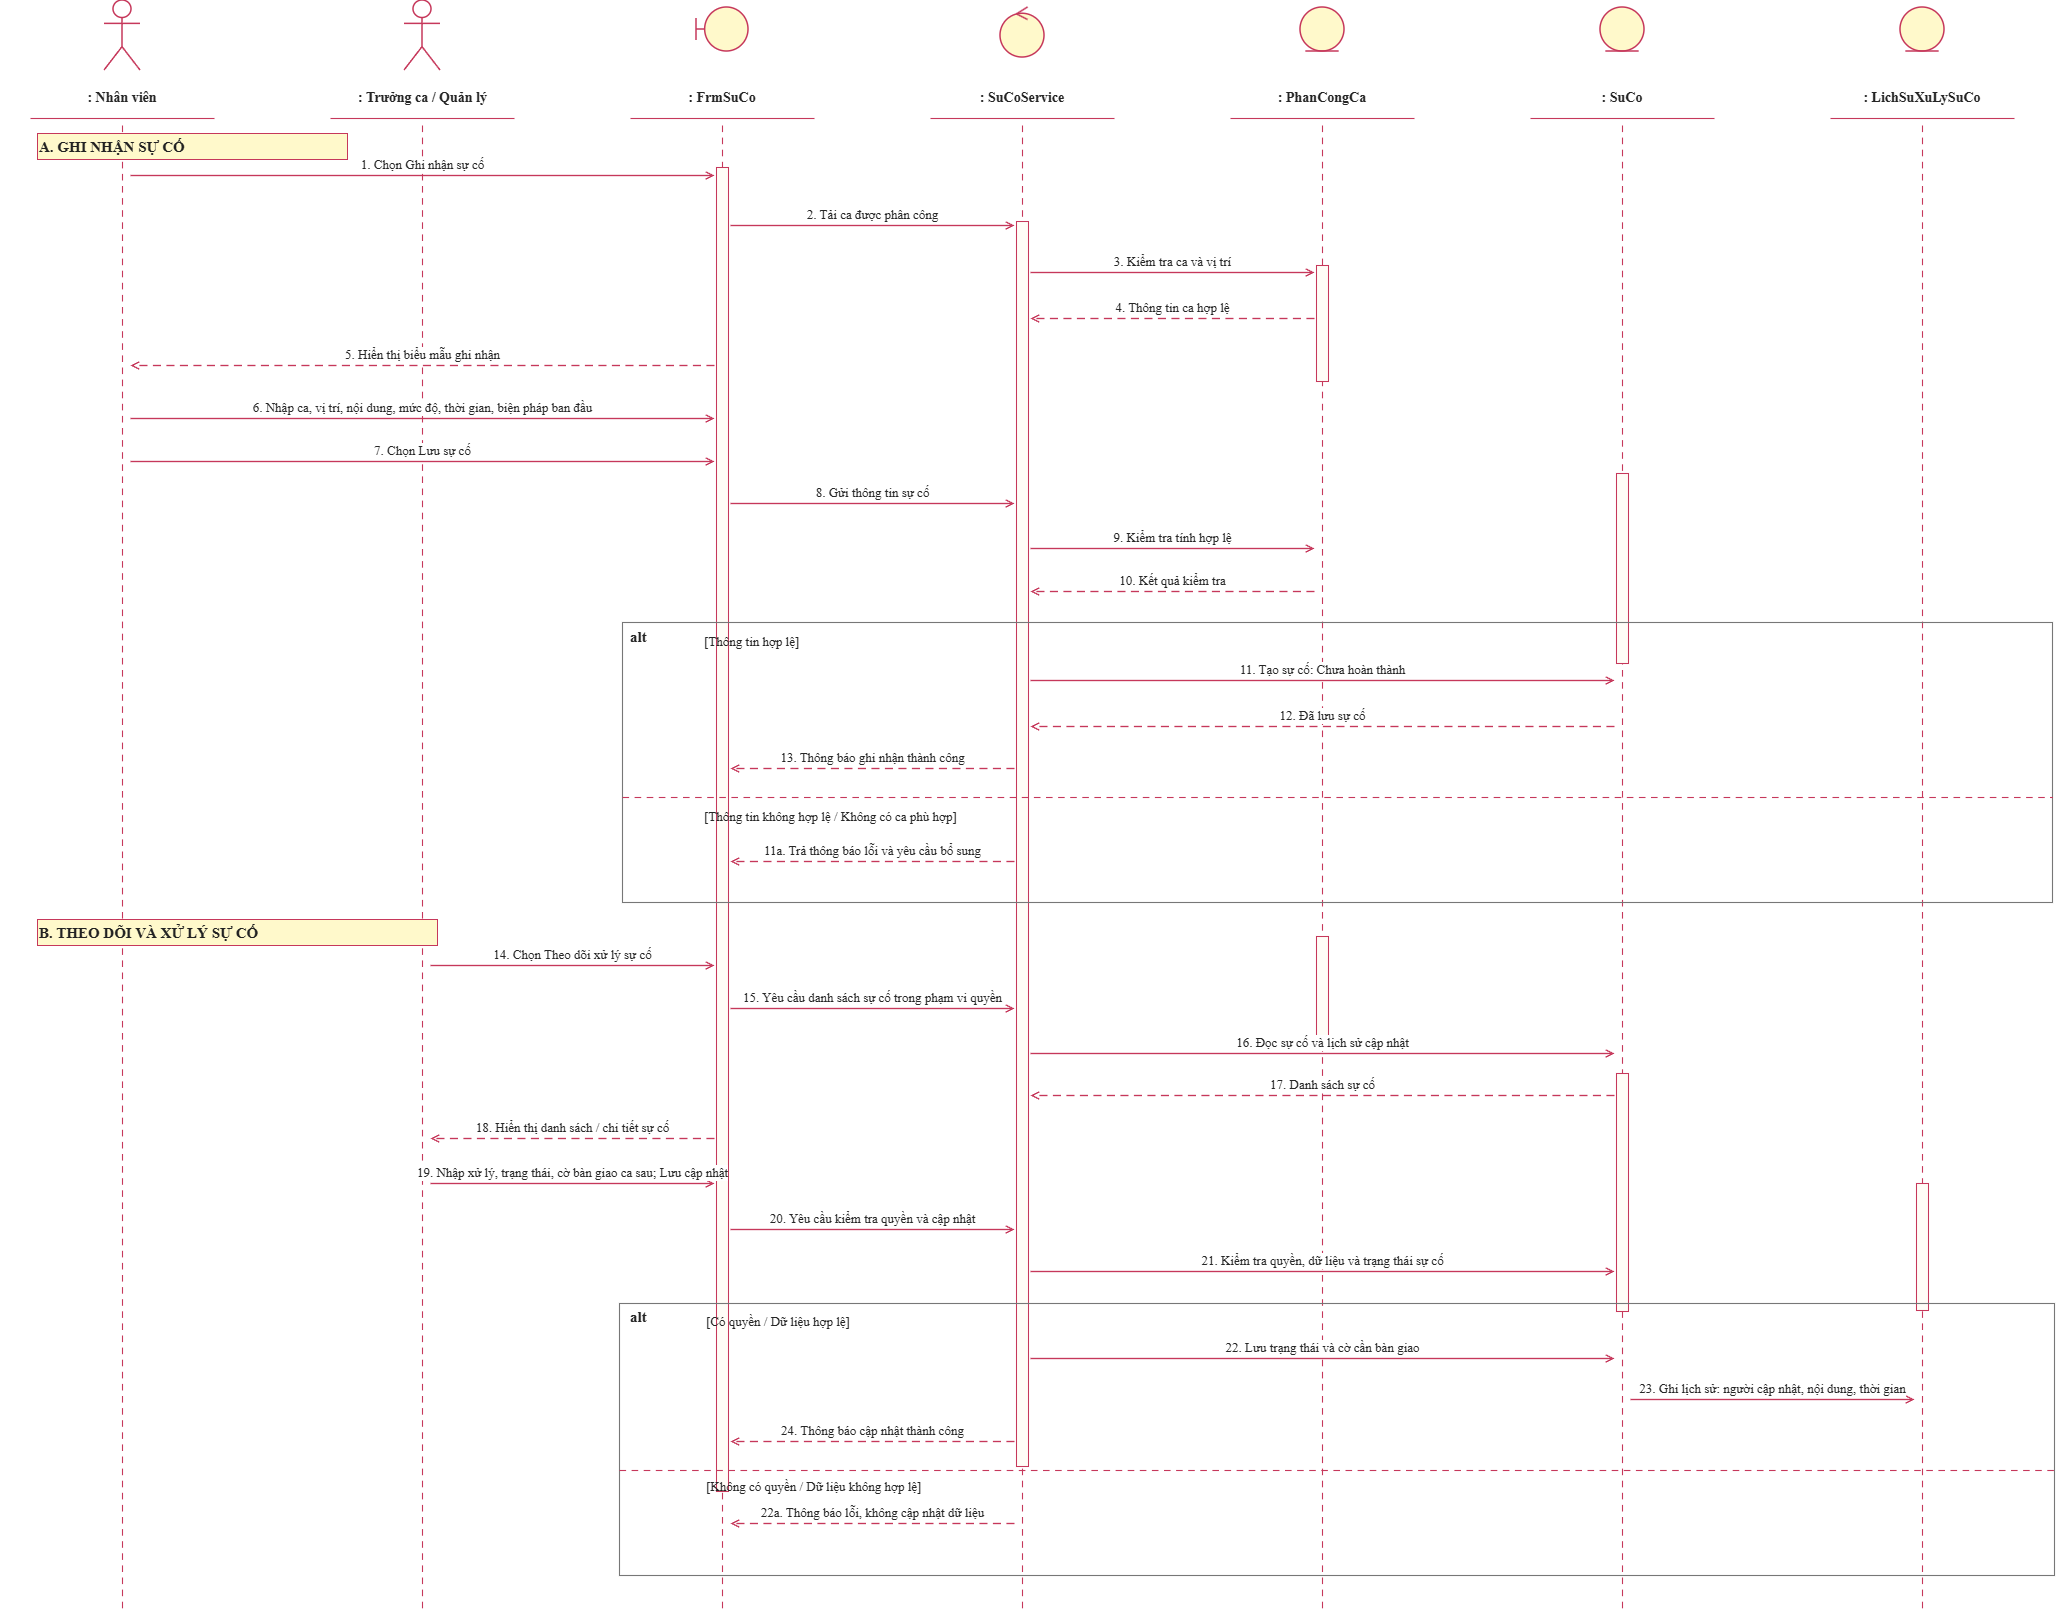 : Nhân viên
: Trưởng ca / Quản lý
: FrmSuCo
: SuCoService
: PhanCongCa
: SuCo
: LichSuXuLySuCo
A. GHI NHẬN SỰ CỐ
1. Chọn Ghi nhận sự cố
2. Tải ca được phân công
3. Kiểm tra ca và vị trí
4. Thông tin ca hợp lệ
5. Hiển thị biểu mẫu ghi nhận
6. Nhập ca, vị trí, nội dung, mức độ, thời gian, biện pháp ban đầu
7. Chọn Lưu sự cố
8. Gửi thông tin sự cố
9. Kiểm tra tính hợp lệ
10. Kết quả kiểm tra
alt
[Thông tin hợp lệ]
11. Tạo sự cố: Chưa hoàn thành
12. Đã lưu sự cố
13. Thông báo ghi nhận thành công
[Thông tin không hợp lệ / Không có ca phù hợp]
11a. Trả thông báo lỗi và yêu cầu bổ sung
B. THEO DÕI VÀ XỬ LÝ SỰ CỐ
14. Chọn Theo dõi xử lý sự cố
15. Yêu cầu danh sách sự cố trong phạm vi quyền
16. Đọc sự cố và lịch sử cập nhật
17. Danh sách sự cố
18. Hiển thị danh sách / chi tiết sự cố
19. Nhập xử lý, trạng thái, cờ bàn giao ca sau; Lưu cập nhật
20. Yêu cầu kiểm tra quyền và cập nhật
21. Kiểm tra quyền, dữ liệu và trạng thái sự cố
alt
[Có quyền / Dữ liệu hợp lệ]
22. Lưu trạng thái và cờ cần bàn giao
23. Ghi lịch sử: người cập nhật, nội dung, thời gian
24. Thông báo cập nhật thành công
[Không có quyền / Dữ liệu không hợp lệ]
22a. Thông báo lỗi, không cập nhật dữ liệu